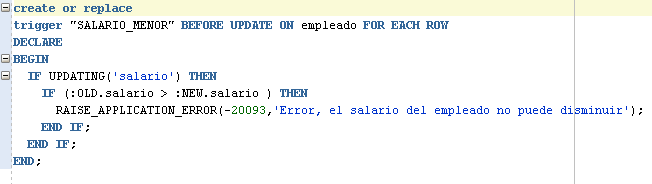 create or replace
trigger "SALARIO_MENOR" BEFORE UPDATE ON empleado FOR EACH ROW
DECLARE
BEGIN
IF UPDATING('salario') THEN
IF (:OLD.salario > :NEW.salario ) THEN
RAISE_APPLICATION_ERROR(-20093,'Error, el salario del empleado no puede disminuir');
END IF;
END IF;
END;